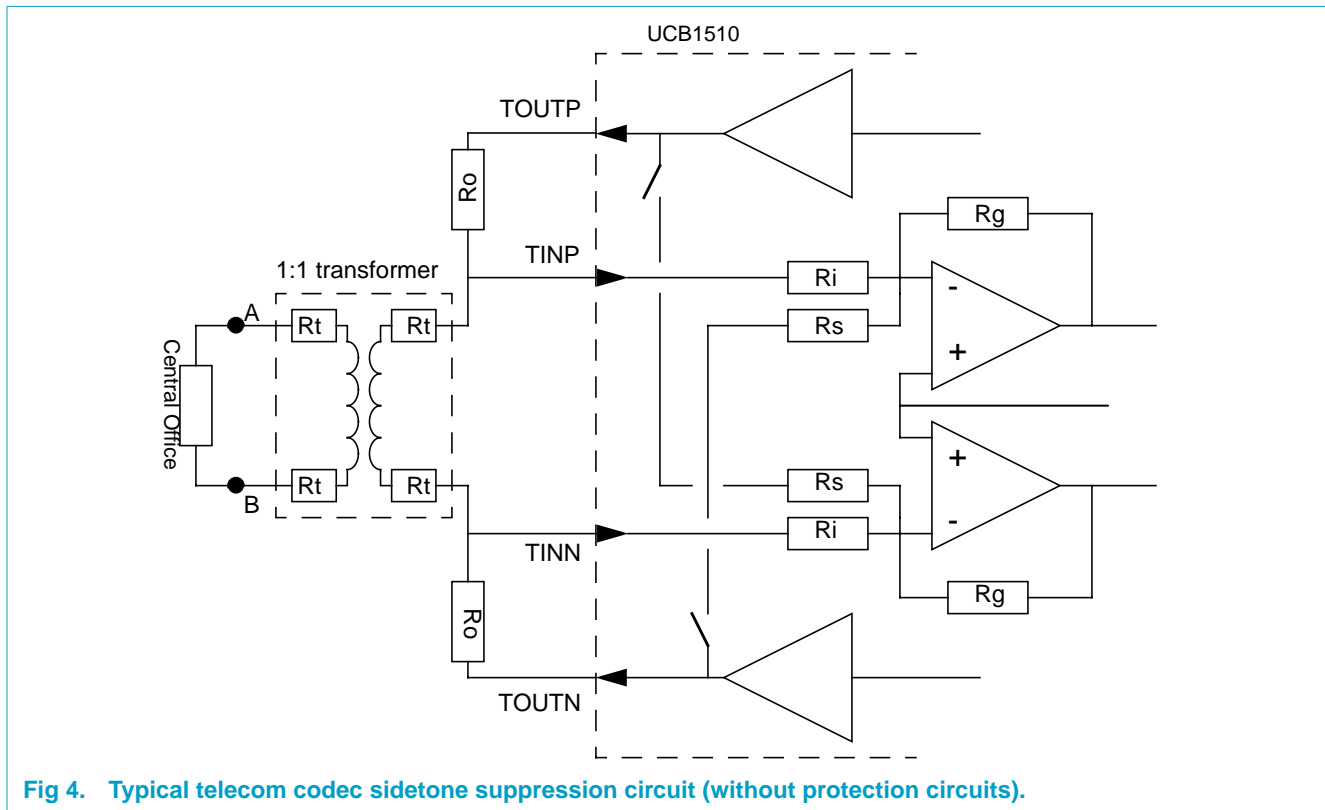 UCB1510
TOUTP
Ro
Rg
TINP
1:1 transformer
Ri
-
A
Rt
Rt
Rs
+
Central Office
+
Rt
Rt
Rs
B
-
TINN
Ri
Rg
Ro
TOUTN
Fig 4. Typical telecom codec sidetone suppression circuit (without protection circuits).